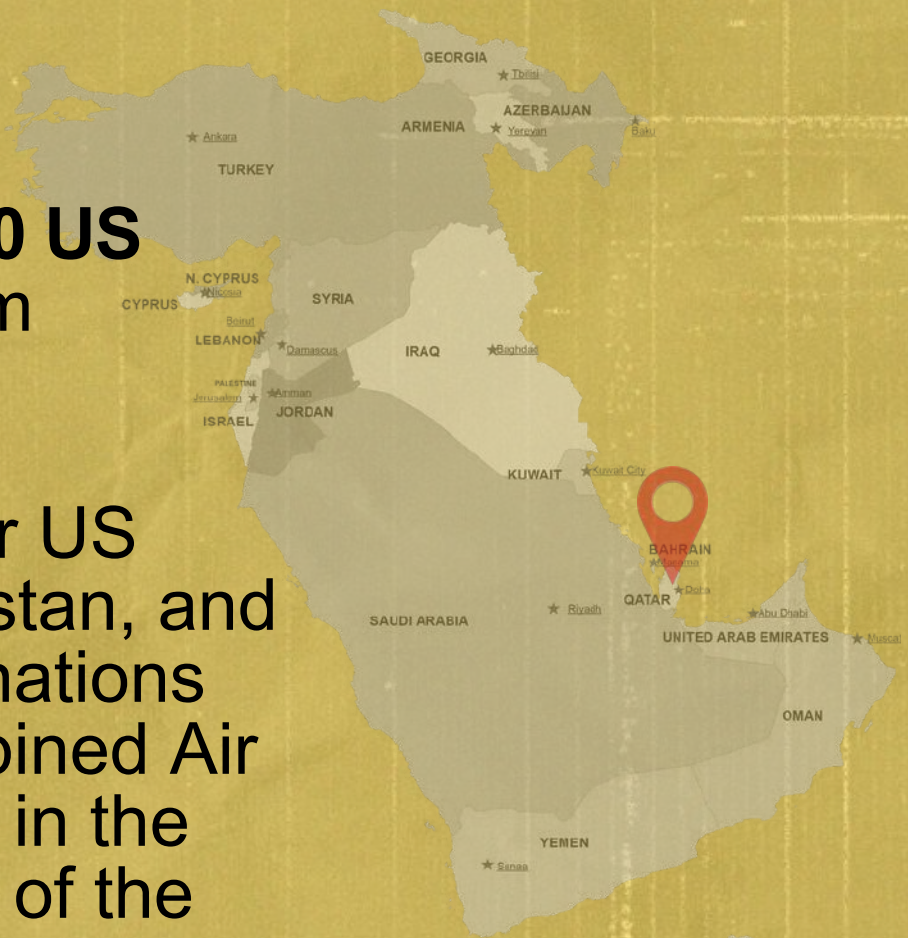 GEORGIA
Tbilisi
AZERBAIJAN
ARMENIA
Yerevan
Baku
Ankara
TURKEY
0 US
m
N. CYPRUS
Nicosia
CYPRUS
SYRIA
Beirut
LEBANON
Damascus
IRAQ
Baghdad
PALESTINE
Jerusalem
Amman
JORDAN
ISRAEL
KUWAIT
Kuwait City
r US
stan, and
nations
bined Air
in the
of the
BAHRAIN
Manama
Doha
QATAR
Abu Dhabi
Riyadh
SAUDI ARABIA
UNITED ARAB EMIRATES
Muscat
OMAN
YEMEN
Sanaa